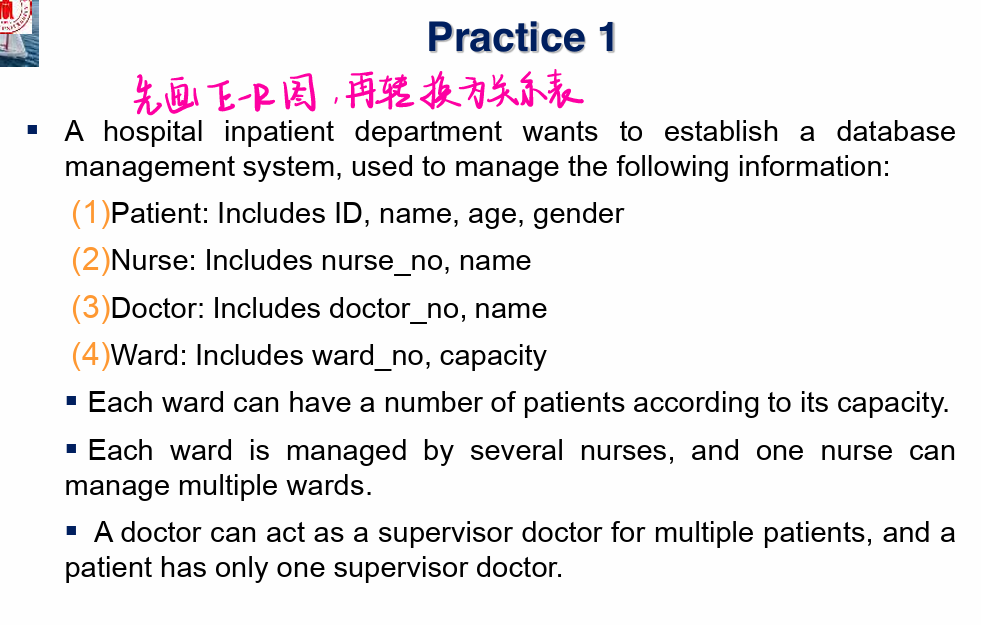 Practice 1
先画E-R图，再转换为关系表
▪ A hospital inpatient department wants to establish a database
management system, used to manage the following information:
(1)Patient: Includes ID, name, age, gender
(2)Nurse: Includes nurse_no, name
(3)Doctor: Includes doctor_no, name
(4)Ward: Includes ward_no, capacity
▪ Each ward can have a number of patients according to its capacity.
▪ Each ward is managed by several nurses, and one nurse can
manage multiple wards.
▪ A doctor can act as a supervisor doctor for multiple patients, and a
patient has only one supervisor doctor.